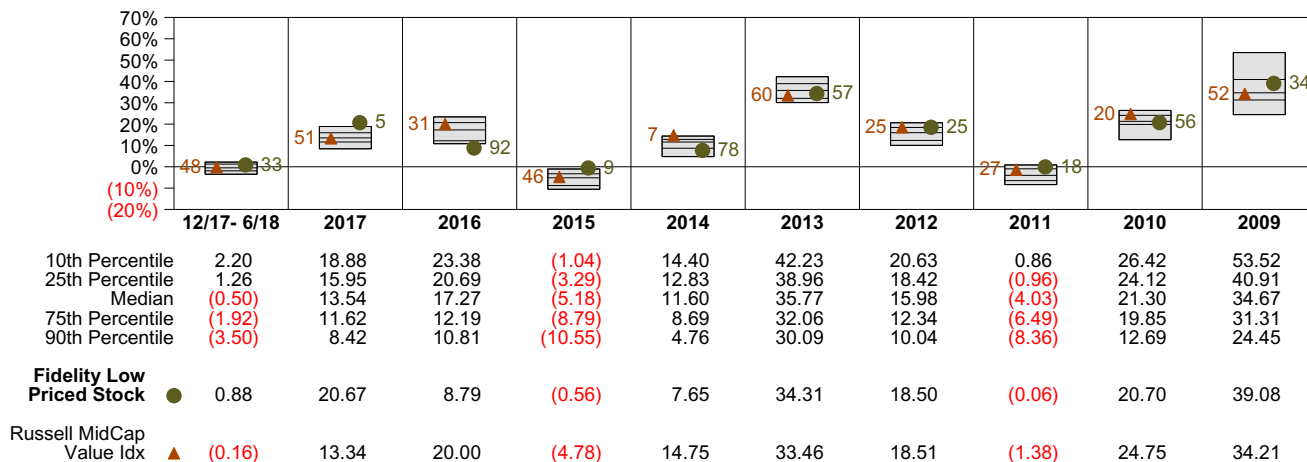 70%
60%
50%
40%
30%
20%
10%
0%
(10%)
(20%)
48 33
51 5
31 92
46 9
7 78
60 57
25 25
27 18
20 56
52 34
12/17- 6/18 2017 2016 2015 2014 2013 2012 2011 2010 2009
10th Percentile 2.20 18.88 23.38 (1.04) 14.40 42.23 20.63 0.86 26.42 53.52
25th Percentile 1.26 15.95 20.69 (3.29) 12.83 38.96 18.42 (0.96) 24.12 40.91
Median (0.50) 13.54 17.27 (5.18) 11.60 35.77 15.98 (4.03) 21.30 34.67
75th Percentile (1.92) 11.62 12.19 (8.79) 8.69 32.06 12.34 (6.49) 19.85 31.31
90th Percentile (3.50) 8.42 10.81 (10.55) 4.76 30.09 10.04 (8.36) 12.69 24.45
Fidelity Low
Priced Stock 0.88 20.67 8.79 (0.56) 7.65 34.31 18.50 (0.06) 20.70 39.08
Russell MidCap
Value Idx (0.16) 13.34 20.00 (4.78) 14.75 33.46 18.51 (1.38) 24.75 34.21